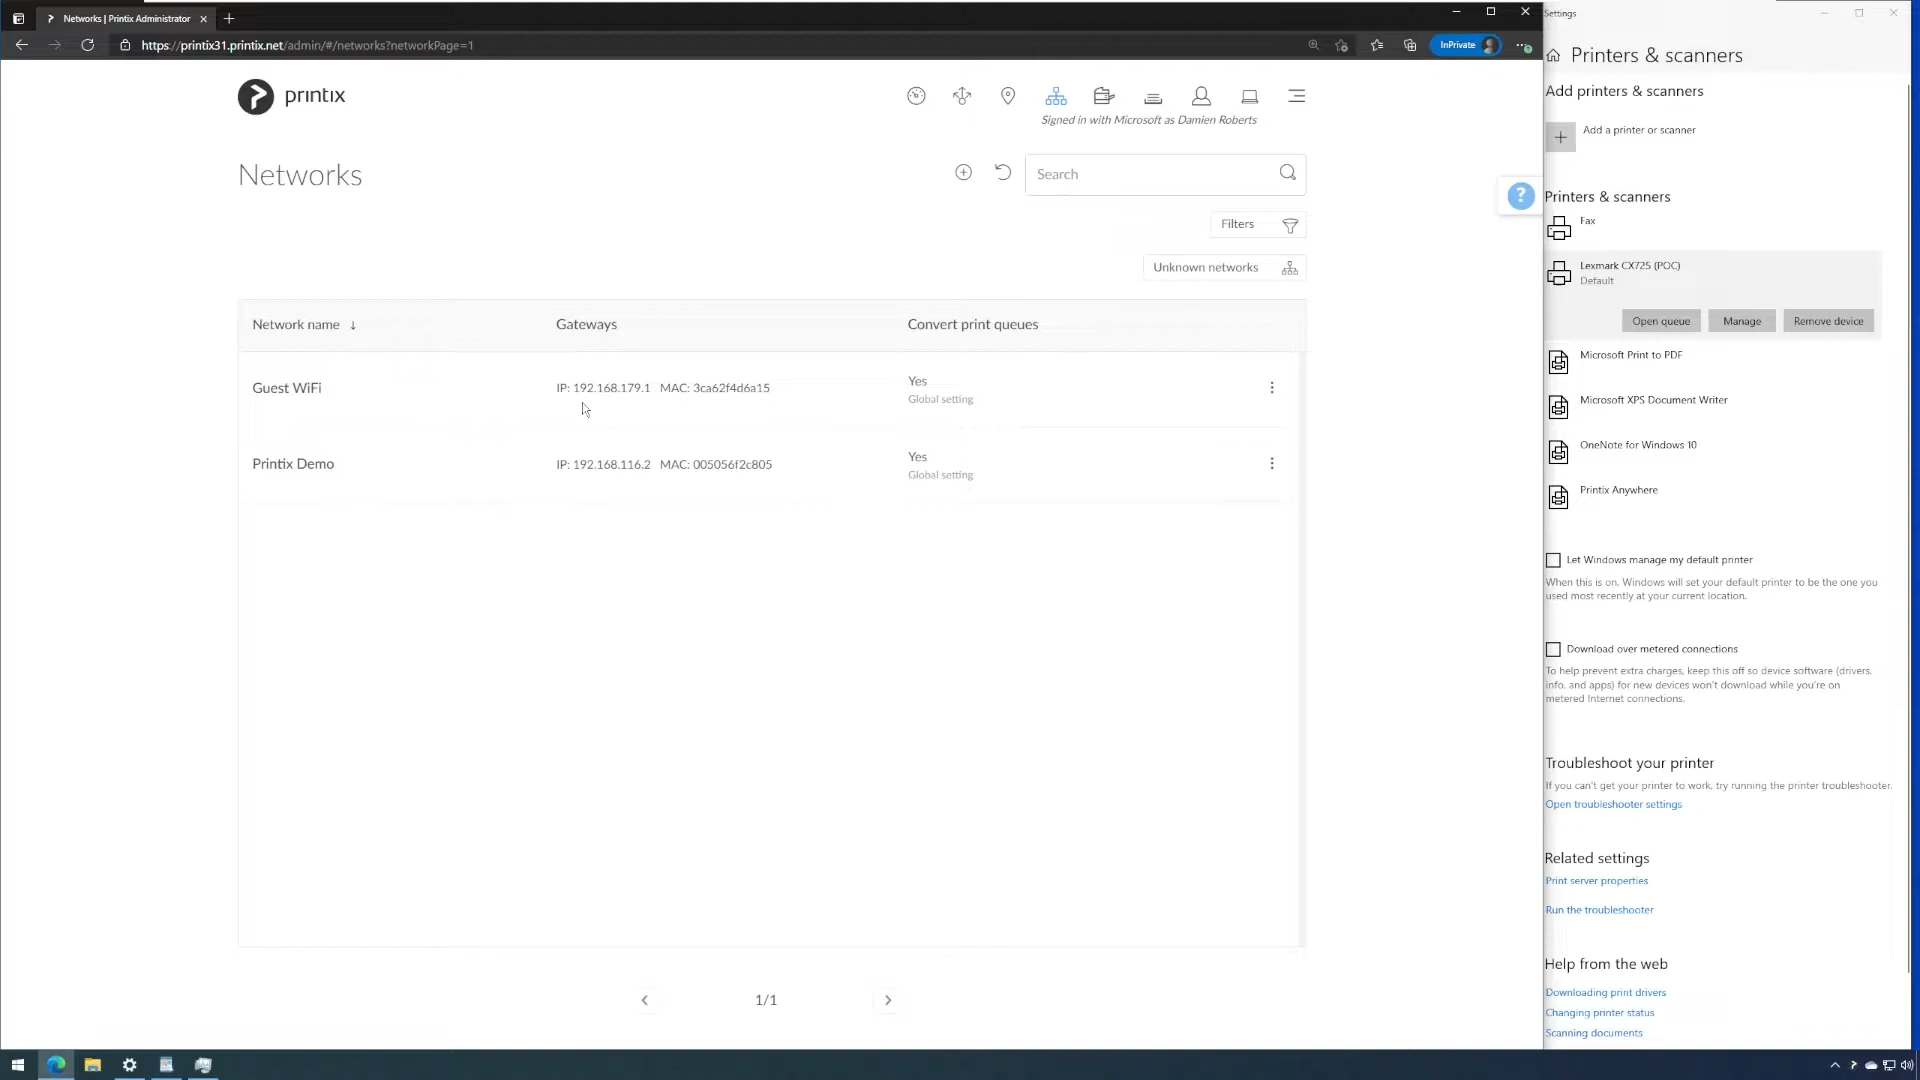 Networks | Printix Administrator
https://printix31.printix.net/admin/#/networks?networkPage=1
InPrivate
printix
Signed in with Microsoft as Damien Roberts
Networks
Search
Filters
Unknown networks
Network name ↓
Gateways
Convert print queues
Guest WiFi
IP: 192.168.179.1 MAC: 3ca62f4d6a15
Yes
Global setting
Printix Demo
IP: 192.168.116.2 MAC: 005056f2c805
Yes
Global setting
1/1
?
Settings
Printers & scanners
Add printers & scanners
Add a printer or scanner
Printers & scanners
Fax
Lexmark CX725 (POC)
Default
Open queue
Manage
Remove device
Microsoft Print to PDF
Microsoft XPS Document Writer
OneNote for Windows 10
Printix Anywhere
Let Windows manage my default printer
When this is on, Windows will set your default printer to be the one you
used most recently at your current location.
Download over metered connections
To help prevent extra charges, keep this off so device software (drivers,
info, and apps) for new devices won't download while you're on
metered Internet connections.
Troubleshoot your printer
If you can't get your printer to work, try running the printer troubleshooter.
Open troubleshooter settings
Related settings
Print server properties
Run the troubleshooter
Help from the web
Downloading print drivers
Changing printer status
Scanning documents